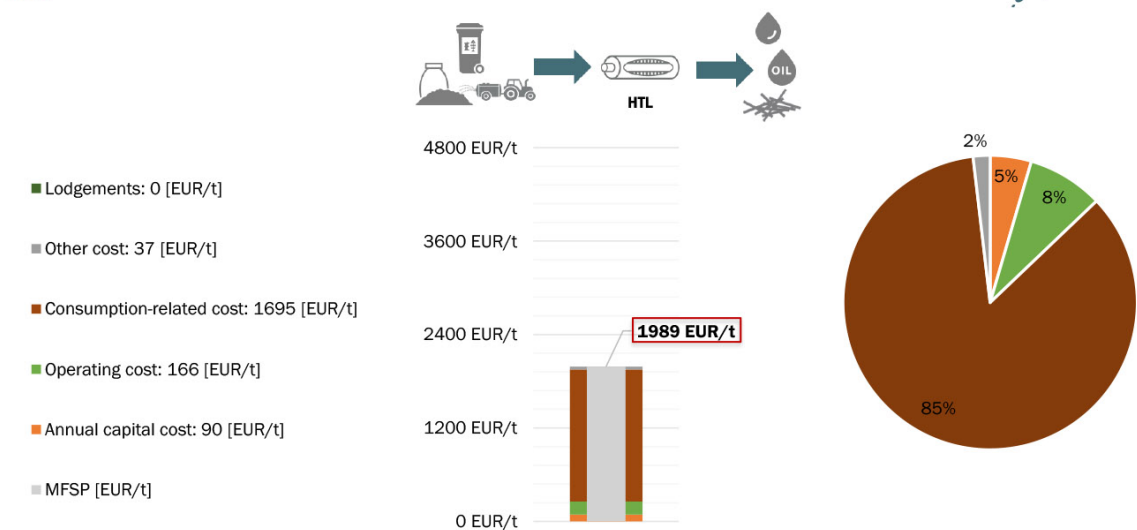 OIL
HTL
Lodgements: 0 [EUR/t]
Other cost: 37 [EUR/t]
Consumption-related cost: 1695 [EUR/t]
Operating cost: 166 [EUR/t]
Annual capital cost: 90 [EUR/t]
MFSP [EUR/t]
4800 EUR/t
3600 EUR/t
2400 EUR/t
1200 EUR/t
0 EUR/t
1989 EUR/t
2%
5%
8%
85%